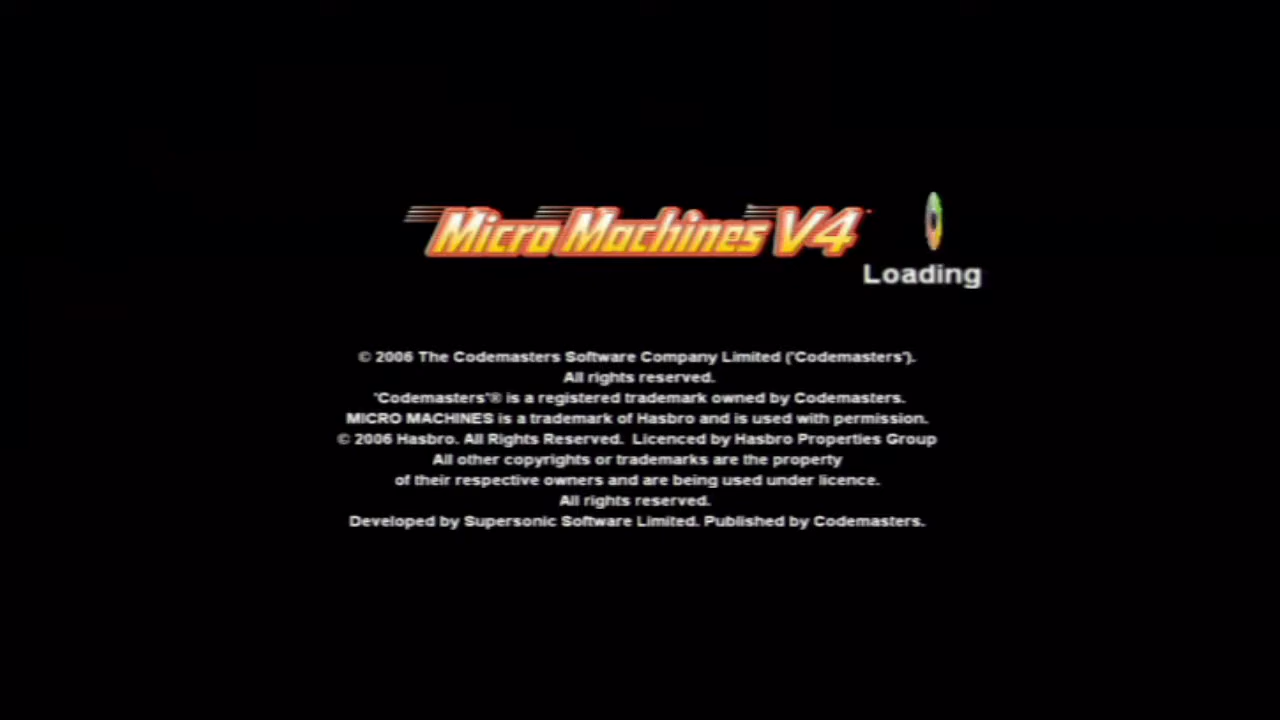 Micro Machines V4
Loading
© 2006 The Codemasters Software Company Limited ('Codemasters').
All rights reserved.
"Codemasters"® is a registered trademark owned by Codemasters.
MICRO MACHINES is a trademark of Hasbro and is used with permission.
© 2006 Hasbro. All Rights Reserved. Licenced by Hasbro Properties Group
All other copyrights or trademarks are the property
of their respective owners and are being used under licence.
All rights reserved.
Developed by Supersonic Software Limited. Published by Codemasters.